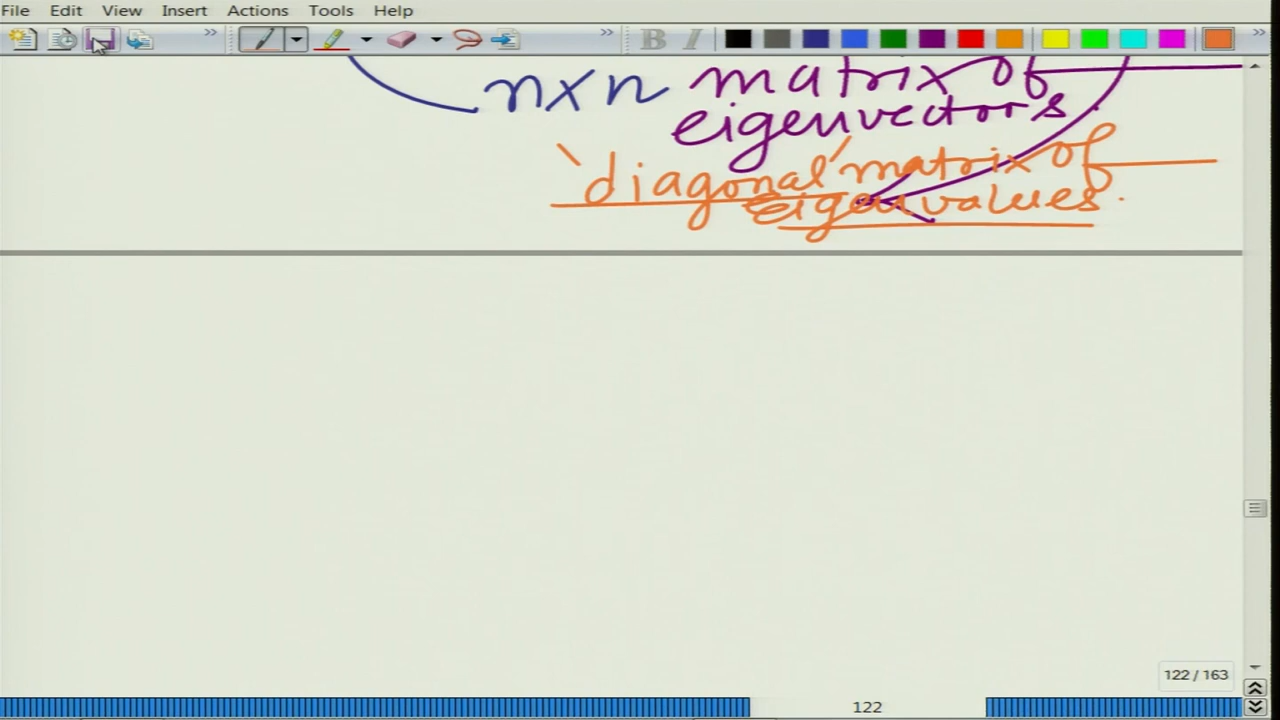 File Edit View Insert Actions Tools Help
B I
n×n matrix of
eigenvectors.
'diagonal' matrix of
eigenvalues.
122 / 163
122